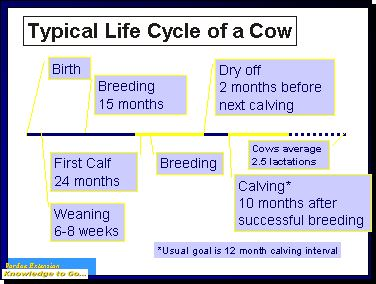 Typical Life Cycle of a Cow
Birth
Breeding
15 months
Dry off
2 months before
next calving
Cows average
2.5 lactations
First Calf
24 months
Breeding
Calving*
10 months after
successful breeding
Weaning
6-8 weeks
*Usual goal is 12 month calving interval
Purdue Extension
Knowledge to Go...